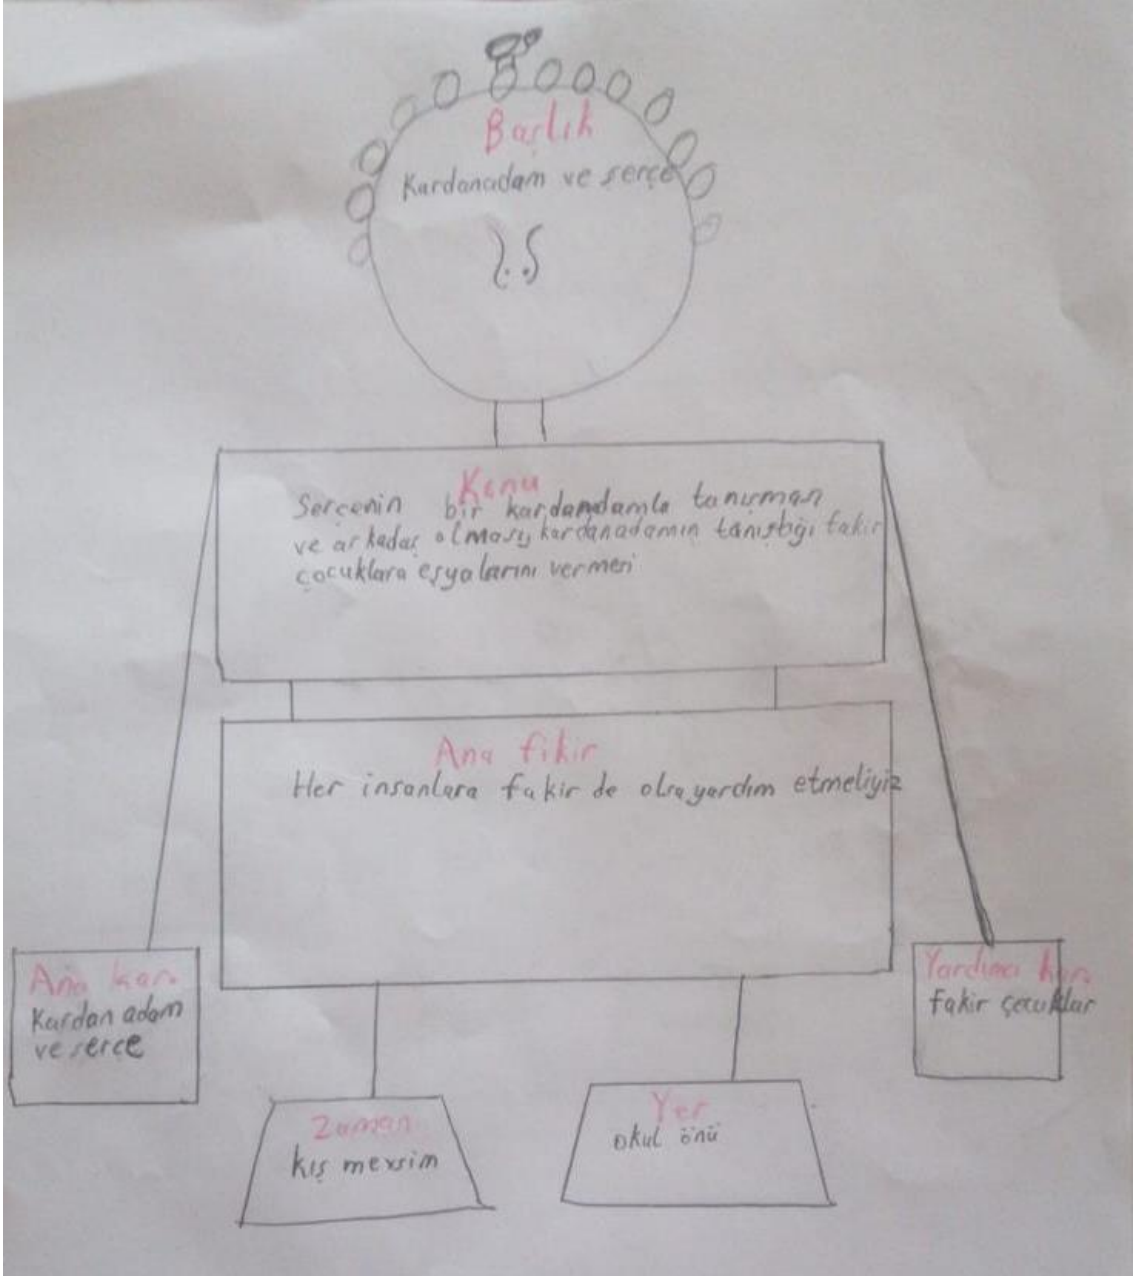 Başlık
Kardanadam ve serçe
Konu
Serçenin bir kardandamla tanışması
ve arkadaş olması, kardanadamın tanıştığı fakir
çocuklara eşyalarını vermesi
Ana fikir
Her insanlara fakir de olsa yardım etmeliyiz
Ana kar.
Kardan adam
ve serçe
Yardımcı kar.
fakir çocuklar
Zaman
kış mevsim
Yer
okul önü